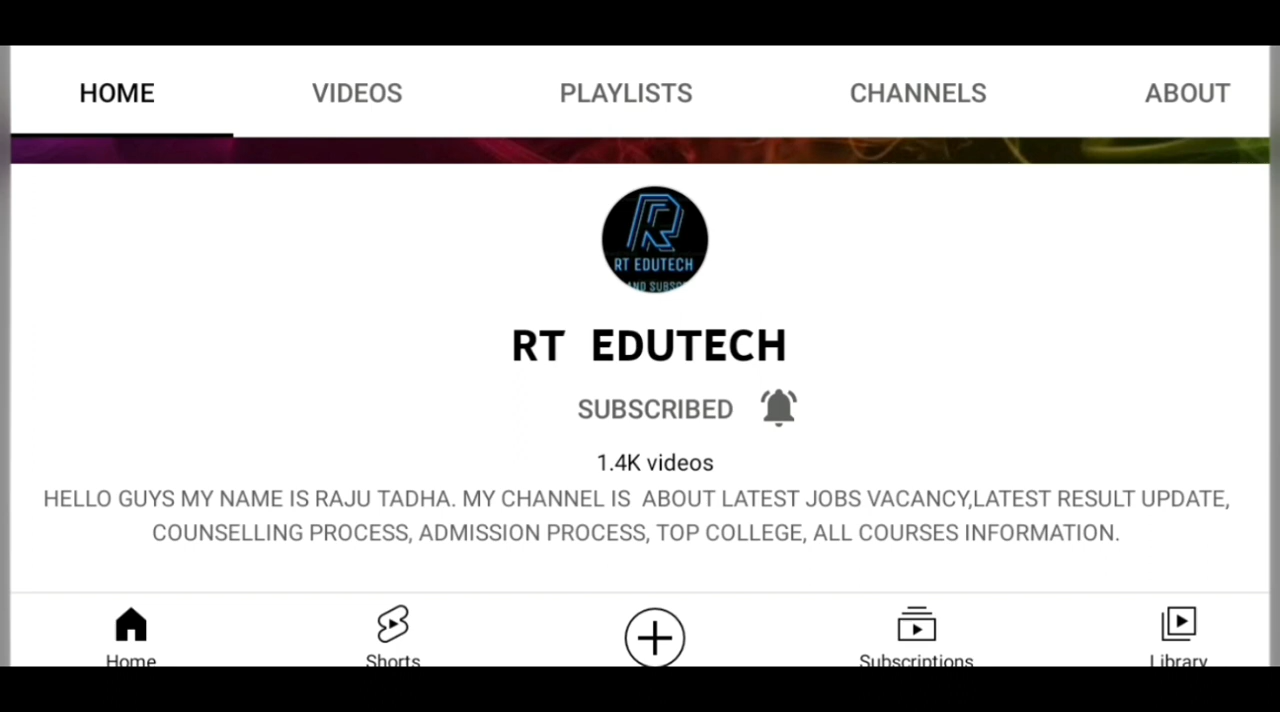 HOME VIDEOS PLAYLISTS CHANNELS ABOUT
RT EDUTECH
AND SUBSC
RT EDUTECH
SUBSCRIBED
1.4K videos
HELLO GUYS MY NAME IS RAJU TADHA. MY CHANNEL IS ABOUT LATEST JOBS VACANCY,LATEST RESULT UPDATE,
COUNSELLING PROCESS, ADMISSION PROCESS, TOP COLLEGE, ALL COURSES INFORMATION.
Home Shorts Subscriptions Library